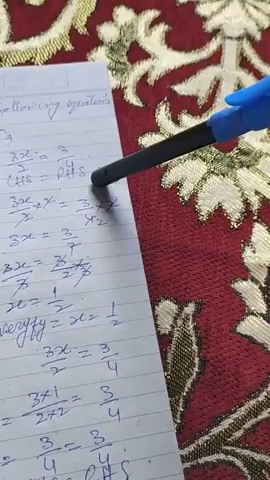 following equations
3x/2 = 3/4
LHS = RHS
3x/2 × 2 = 3/4 2 × 2
3x = 3/2
3x/3 = 3/2×3
x = 1/2
verify = x = 1/2
3x/2 = 3/4
= 3×1/2×2 = 3/4
= 3/4 = 3/4
RHS